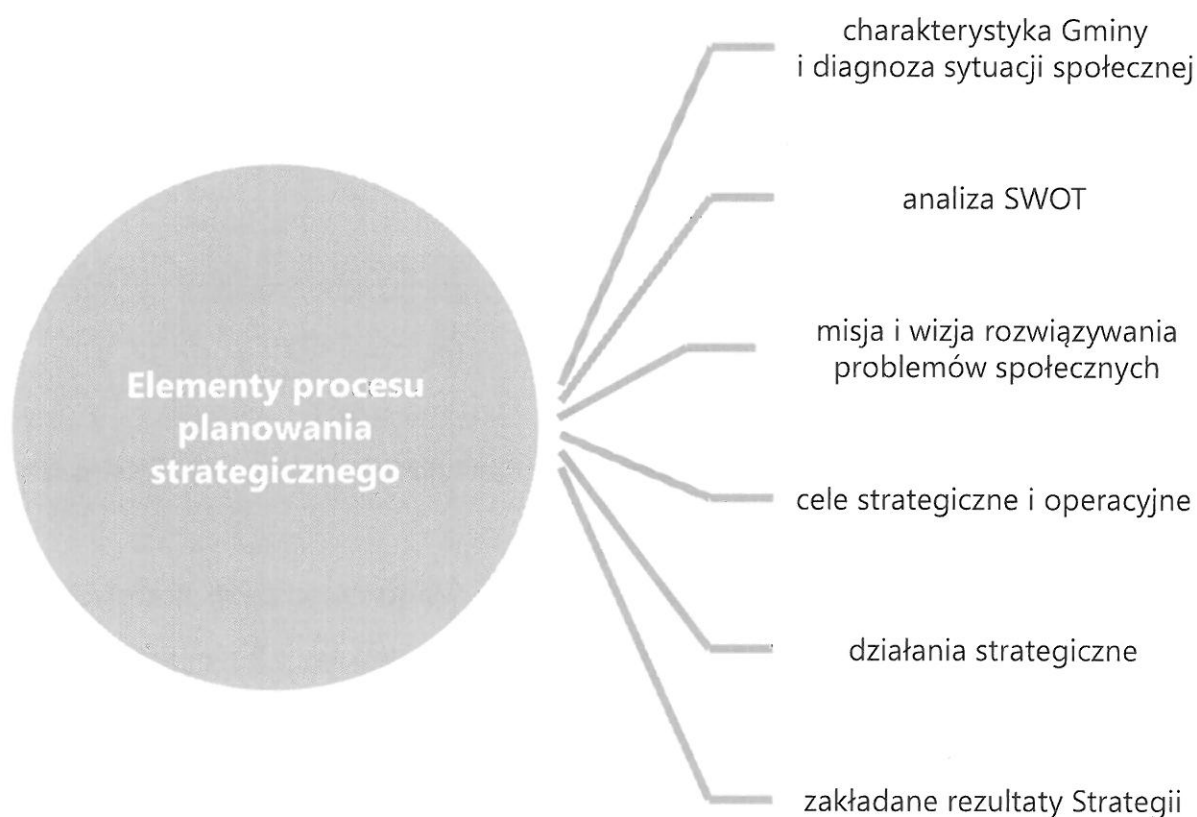 charakterystyka Gminy
i diagnoza sytuacji społecznej
analiza SWOT
misja i wizja rozwiązywania
problemów społecznych
Elementy procesu
planowania
strategicznego
cele strategiczne i operacyjne
działania strategiczne
zakładane rezultaty Strategii